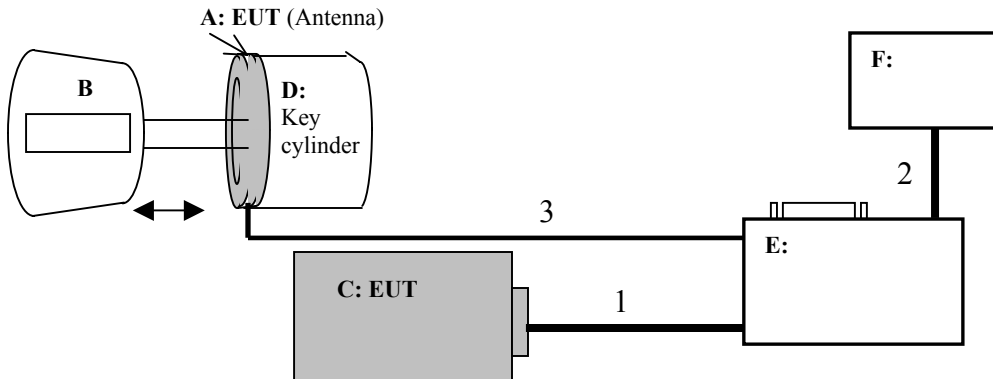 A: EUT (Antenna)
B
D:
Key
cylinder
F:
2
3
E:
C: EUT
1